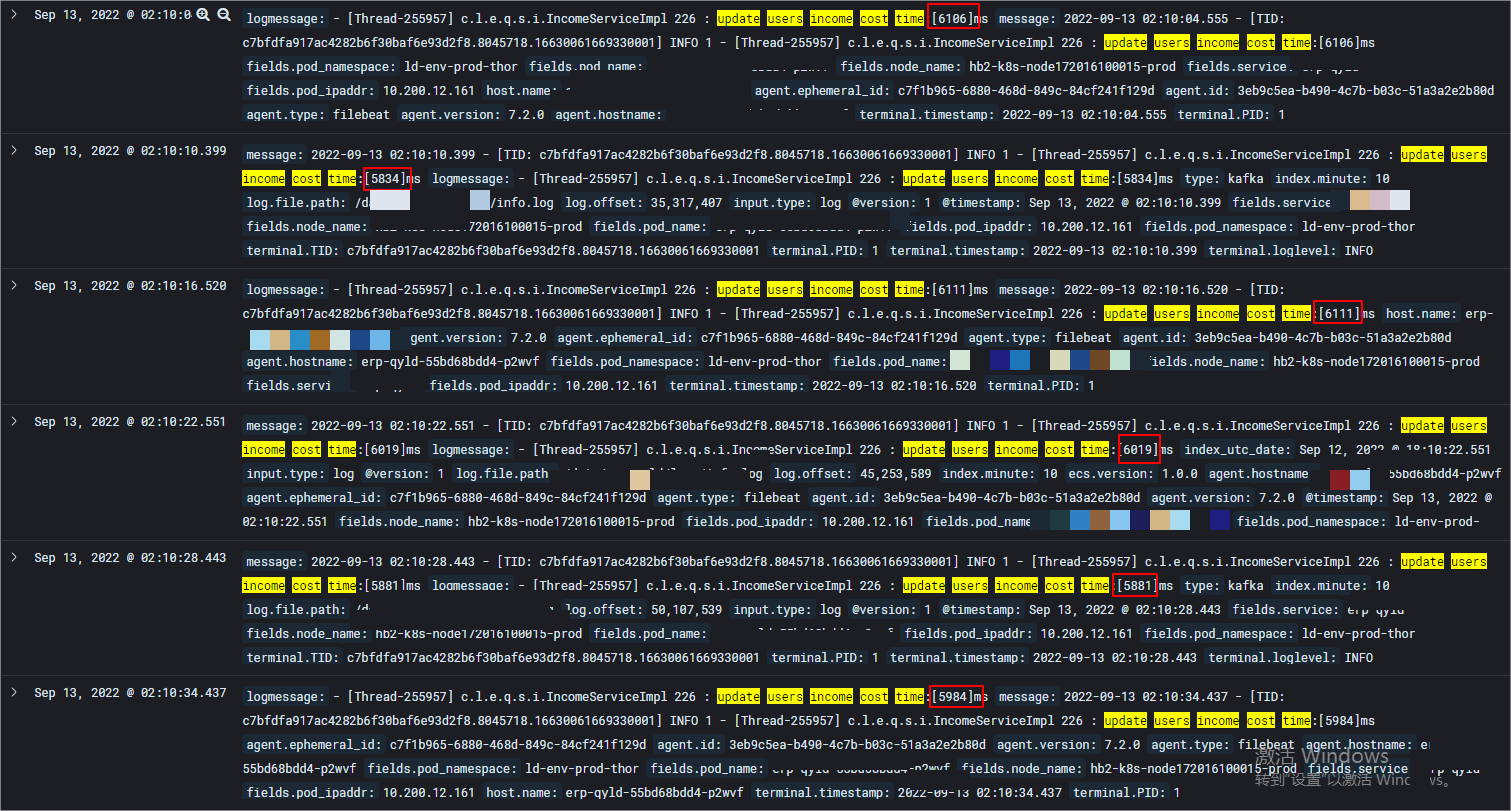 Sep 13, 2022 @ 02:10:0 logmessage: - [Thread-255957] c.l.e.q.s.i.IncomeServiceImpl 226 : update users income cost time [6106]ms message: 2022-09-13 02:10:04.555 - [TID:
c7bfdfa917ac4282b6f30baf6e93d2f8.8045718.16630061669330001] INFO 1 - [Thread-255957] c.l.e.q.s.i.IncomeServiceImpl 226 : update users income cost time:[6106]ms
fields.pod_namespace: ld-env-prod-thor fields.pod_name: fields.node_name: hb2-k8s-node172016100015-prod fields.service
fields.pod_ipaddr: 10.200.12.161 host.name: agent.ephemeral_id: c7f1b965-6880-468d-849c-84cf241f129d agent.id: 3eb9c5ea-b490-4c7b-b03c-51a3a2e2b80d
agent.type: filebeat agent.version: 7.2.0 agent.hostname: terminal.timestamp: 2022-09-13 02:10:04.555 terminal.PID: 1
Sep 13, 2022 @ 02:10:10.399 message: 2022-09-13 02:10:10.399 - [TID: c7bfdfa917ac4282b6f30baf6e93d2f8.8045718.16630061669330001] INFO 1 - [Thread-255957] c.l.e.q.s.i.IncomeServiceImpl 226 : update users
income cost time:[5834]ms logmessage: - [Thread-255957] c.l.e.q.s.i.IncomeServiceImpl 226 : update users income cost time:[5834]ms type: kafka index.minute: 10
log.file.path: /info.log log.offset: 35,317,407 input.type: log @version: 1 @timestamp: Sep 13, 2022 @ 02:10:10.399 fields.service
fields.node_name: hb2-k8s-node172016100015-prod fields.pod_name: fields.pod_ipaddr: 10.200.12.161 fields.pod_namespace: ld-env-prod-thor
terminal.TID: c7bfdfa917ac4282b6f30baf6e93d2f8.8045718.16630061669330001 terminal.PID: 1 terminal.timestamp: 2022-09-13 02:10:10.399 terminal.loglevel: INFO
Sep 13, 2022 @ 02:10:16.520 logmessage: - [Thread-255957] c.l.e.q.s.i.IncomeServiceImpl 226 : update users income cost time:[6111]ms message: 2022-09-13 02:10:16.520 - [TID:
c7bfdfa917ac4282b6f30baf6e93d2f8.8045718.16630061669330001] INFO 1 - [Thread-255957] c.l.e.q.s.i.IncomeServiceImpl 226 : update users income cost time:[6111]ms host.name: erp-
gent.version: 7.2.0 agent.ephemeral_id: c7f1b965-6880-468d-849c-84cf241f129d agent.type: filebeat agent.id: 3eb9c5ea-b490-4c7b-b03c-51a3a2e2b80d
agent.hostname: erp-qyld-55bd68bdd4-p2wvf fields.pod_namespace: ld-env-prod-thor fields.pod_name: fields.node_name: hb2-k8s-node172016100015-prod
fields.servi fields.pod_ipaddr: 10.200.12.161 terminal.timestamp: 2022-09-13 02:10:16.520 terminal.PID: 1
Sep 13, 2022 @ 02:10:22.551 message: 2022-09-13 02:10:22.551 - [TID: c7bfdfa917ac4282b6f30baf6e93d2f8.8045718.16630061669330001] INFO 1 - [Thread-255957] c.l.e.q.s.i.IncomeServiceImpl 226 : update users
income cost time:[6019]ms logmessage: - [Thread-255957] c.l.e.q.s.i.IncomeServiceImpl 226 : update users income cost time:[6019]ms index_utc_date: Sep 12, 2022 @ 18:10:22.551
input.type: log @version: 1 log.file.path log log.offset: 45,253,589 index.minute: 10 ecs.version: 1.0.0 agent.hostname 55bd68bdd4-p2wvf
agent.ephemeral_id: c7f1b965-6880-468d-849c-84cf241f129d agent.type: filebeat agent.id: 3eb9c5ea-b490-4c7b-b03c-51a3a2e2b80d agent.version: 7.2.0 @timestamp: Sep 13, 2022 @
02:10:22.551 fields.node_name: hb2-k8s-node172016100015-prod fields.pod_ipaddr: 10.200.12.161 fields.pod_name fields.pod_namespace: ld-env-prod-
Sep 13, 2022 @ 02:10:28.443 message: 2022-09-13 02:10:28.443 - [TID: c7bfdfa917ac4282b6f30baf6e93d2f8.8045718.16630061669330001] INFO 1 - [Thread-255957] c.l.e.q.s.i.IncomeServiceImpl 226 : update users
income cost time:[5881]ms logmessage: - [Thread-255957] c.l.e.q.s.i.IncomeServiceImpl 226 : update users income cost time:[5881]ms type: kafka index.minute: 10
log.file.path: log.offset: 50,107,539 input.type: log @version: 1 @timestamp: Sep 13, 2022 @ 02:10:28.443 fields.service: erp-qyld
fields.node_name: hb2-k8s-node172016100015-prod fields.pod_name: fields.pod_ipaddr: 10.200.12.161 fields.pod_namespace: ld-env-prod-thor
terminal.TID: c7bfdfa917ac4282b6f30baf6e93d2f8.8045718.16630061669330001 terminal.PID: 1 terminal.timestamp: 2022-09-13 02:10:28.443 terminal.loglevel: INFO
Sep 13, 2022 @ 02:10:34.437 logmessage: - [Thread-255957] c.l.e.q.s.i.IncomeServiceImpl 226 : update users income cost time:[5984]ms message: 2022-09-13 02:10:34.437 - [TID:
c7bfdfa917ac4282b6f30baf6e93d2f8.8045718.16630061669330001] INFO 1 - [Thread-255957] c.l.e.q.s.i.IncomeServiceImpl 226 : update users income cost time:[5984]ms
agent.ephemeral_id: c7f1b965-6880-468d-849c-84cf241f129d agent.id: 3eb9c5ea-b490-4c7b-b03c-51a3a2e2b80d agent.version: 7.2.0 agent.type: filebeat agent.hostname: er
55bd68bdd4-p2wvf fields.pod_namespace: ld-env-prod-thor fields.pod_name: erp-qyld-55bd68bdd4-p2wvf fields.node_name: hb2-k8s-node172016100015-prod fields.service
fields.pod_ipaddr: 10.200.12.161 host.name: erp-qyld-55bd68bdd4-p2wvf terminal.timestamp: 2022-09-13 02:10:34.437 terminal.PID: 1
激活 Windows
转到"设置"以激活 Winc vs。